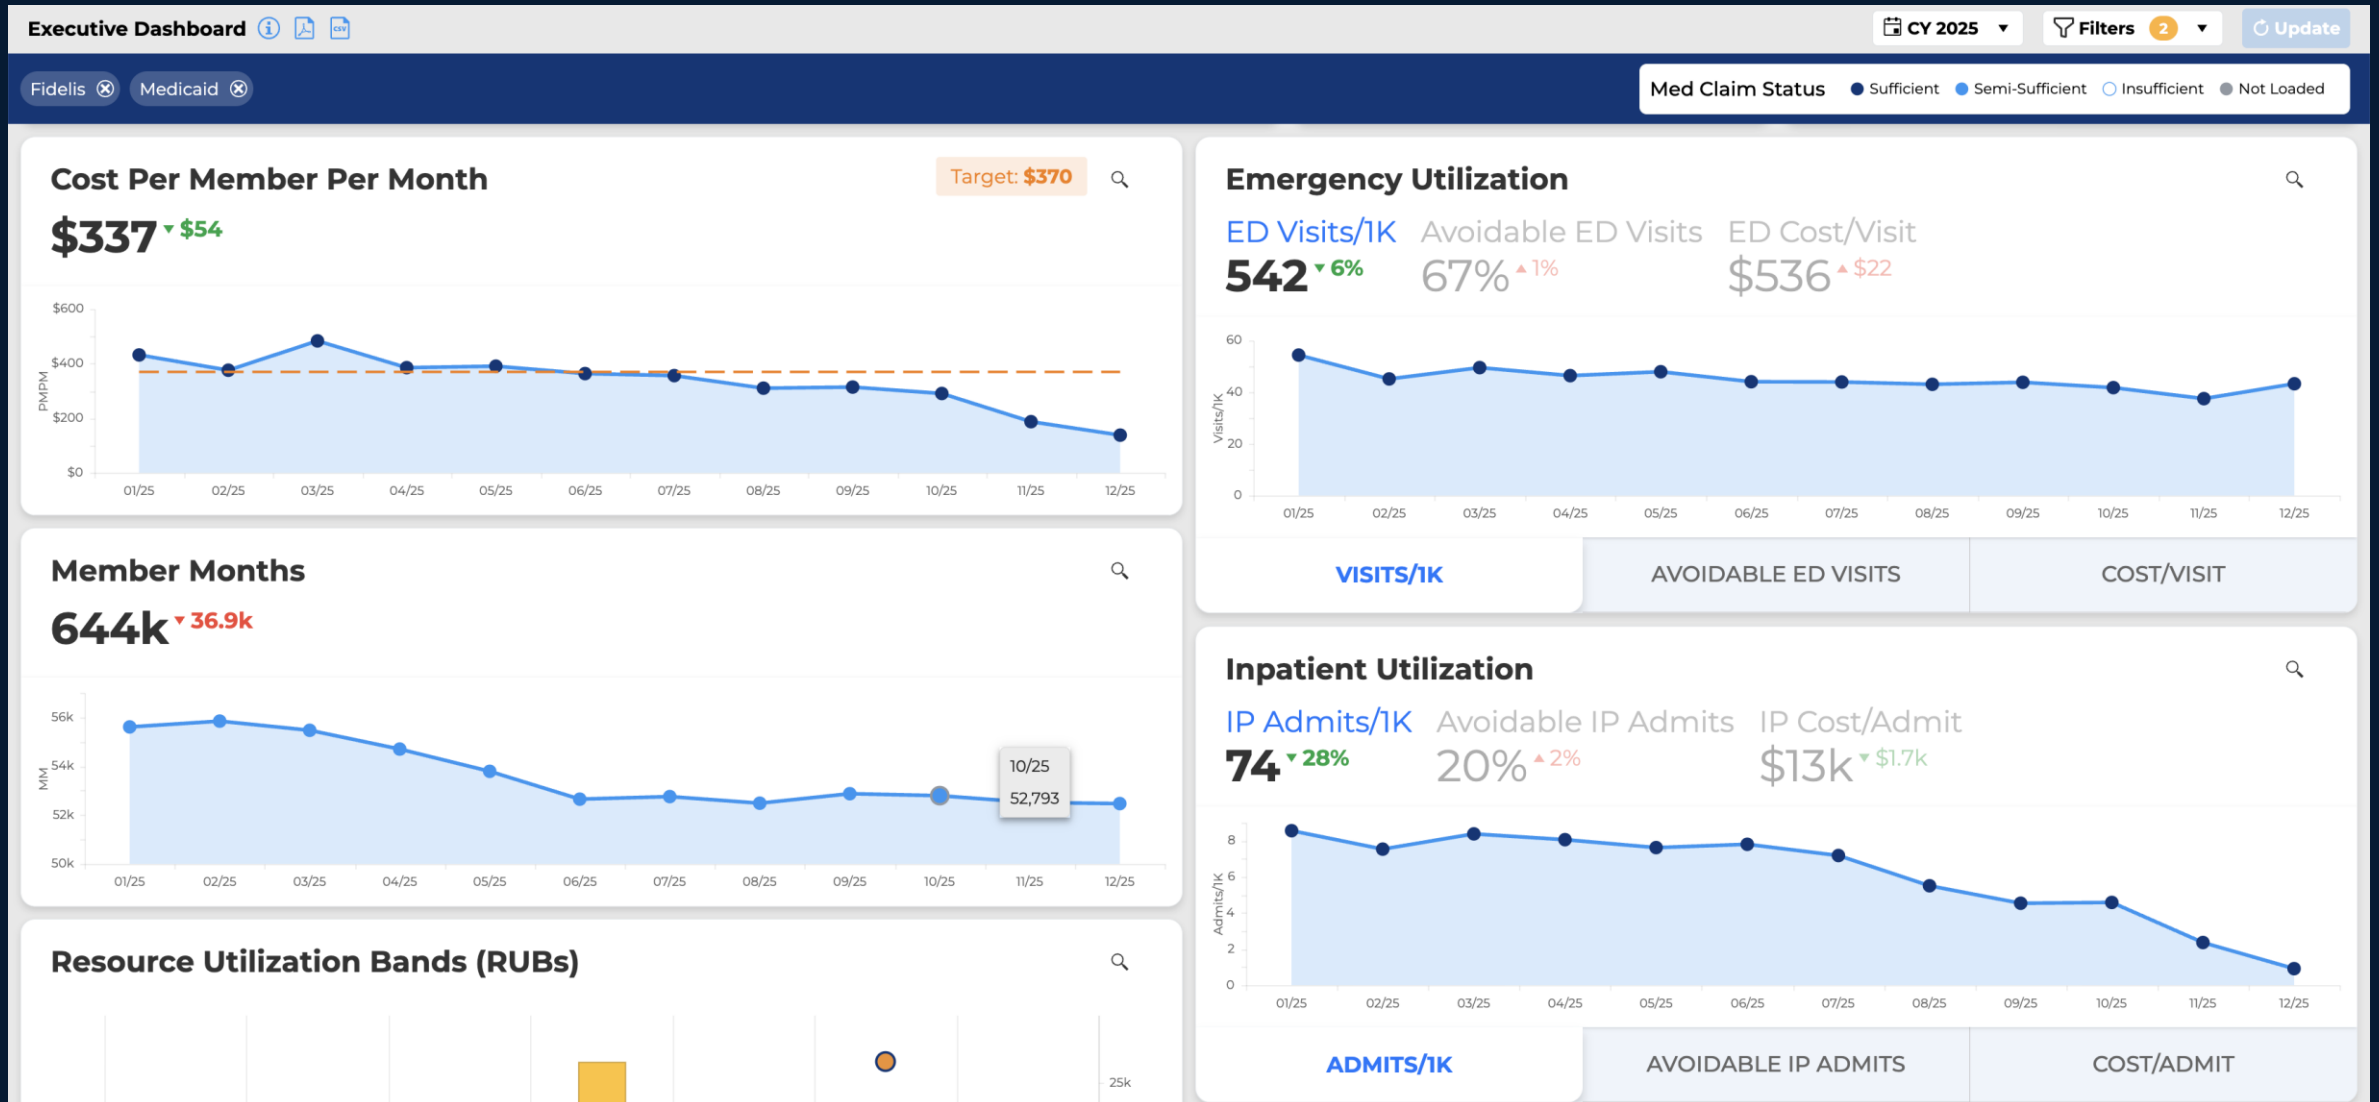 Executive Dashboard
CSV
CY 2025
Filters 2
Update
Fidelis
Medicaid
Med Claim Status Sufficient Semi-Sufficient Insufficient Not Loaded
Cost Per Member Per Month
Target: $370
$337 $54
PMPM
$600
$400
$200
$0
01/25 02/25 03/25 04/25 05/25 06/25 07/25 08/25 09/25 10/25 11/25 12/25
Member Months
644k 36.9k
MM
56k
54k
52k
50k
10/25
52,793
01/25 02/25 03/25 04/25 05/25 06/25 07/25 08/25 09/25 10/25 11/25 12/25
Resource Utilization Bands (RUBs)
25k
Emergency Utilization
ED Visits/1K Avoidable ED Visits ED Cost/Visit
542 6% 67% 1% $536 $22
Visits/1K
60
40
20
0
01/25 02/25 03/25 04/25 05/25 06/25 07/25 08/25 09/25 10/25 11/25 12/25
VISITS/1K AVOIDABLE ED VISITS COST/VISIT
Inpatient Utilization
IP Admits/1K Avoidable IP Admits IP Cost/Admit
74 28% 20% 2% $13k $1.7k
Admits/1K
8
6
4
2
0
01/25 02/25 03/25 04/25 05/25 06/25 07/25 08/25 09/25 10/25 11/25 12/25
ADMITS/1K AVOIDABLE IP ADMITS COST/ADMIT